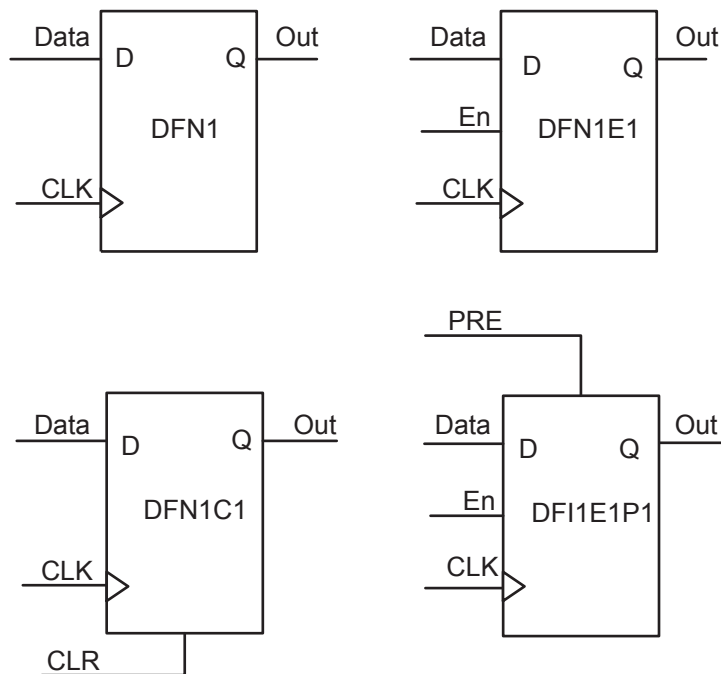 Data
D
Q
Out
DFN1
CLK
Data
D
Q
Out
En
DFN1E1
CLK
Data
D
Q
Out
DFN1C1
CLK
CLR
PRE
Data
D
Q
Out
En
DFI1E1P1
CLK